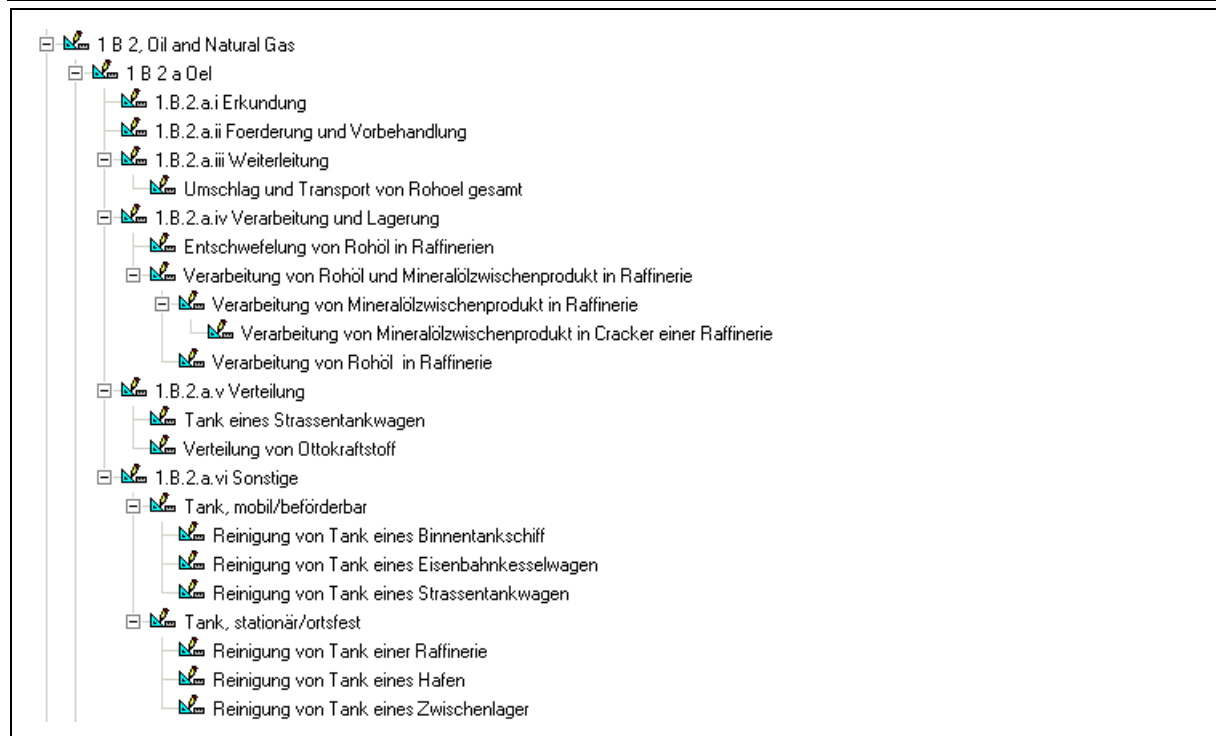 1 B 2, Oil and Natural Gas
1 B 2 a Oel
1.B.2.a.i Erkundung
1.B.2.a.ii Foerderung und Vorbehandlung
1.B.2.a.iii Weiterleitung
Umschlag und Transport von Rohoel gesamt
1.B.2.a.iv Verarbeitung und Lagerung
Entschwefelung von Rohöl in Raffinerien
Verarbeitung von Rohöl und Mineralölzwischenprodukt in Raffinerie
Verarbeitung von Mineralölzwischenprodukt in Raffinerie
Verarbeitung von Mineralölzwischenprodukt in Cracker einer Raffinerie
Verarbeitung von Rohöl in Raffinerie
1.B.2.a.v Verteilung
Tank eines Strassentankwagen
Verteilung von Ottokraftstoff
1.B.2.a.vi Sonstige
Tank, mobil/beförderbar
Reinigung von Tank eines Binnentankschiff
Reinigung von Tank eines Eisenbahnkesselwagen
Reinigung von Tank eines Strassentankwagen
Tank, stationär/ortsfest
Reinigung von Tank einer Raffinerie
Reinigung von Tank eines Hafen
Reinigung von Tank eines Zwischenlager